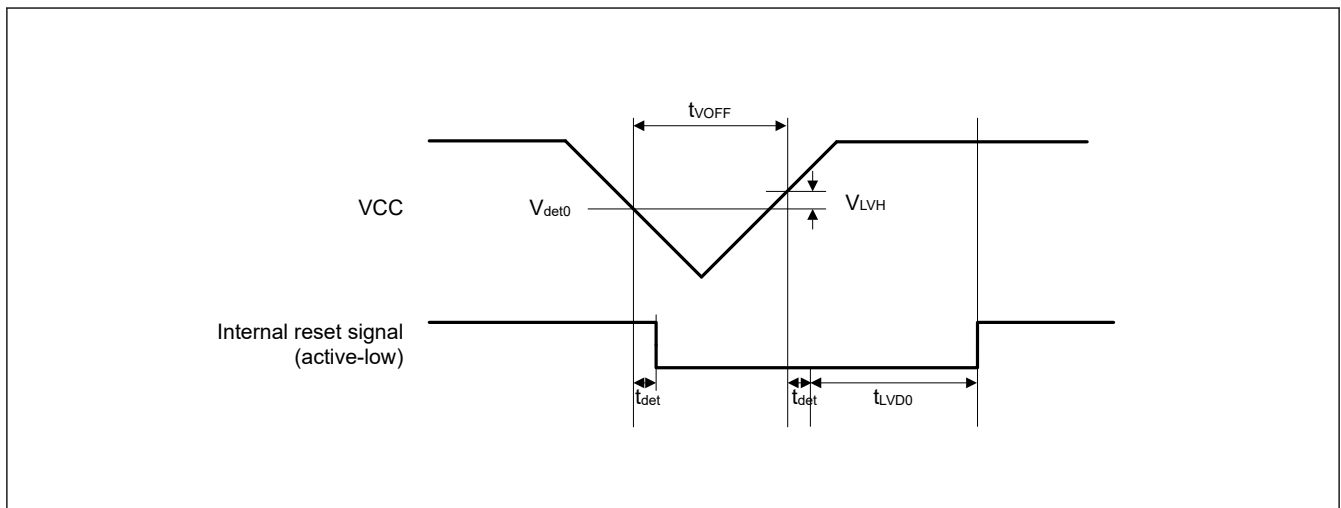 tVOFF
VCC
Vdet0
VLVH
Internal reset signal
(active-low)
tdet
tdet
tLVD0